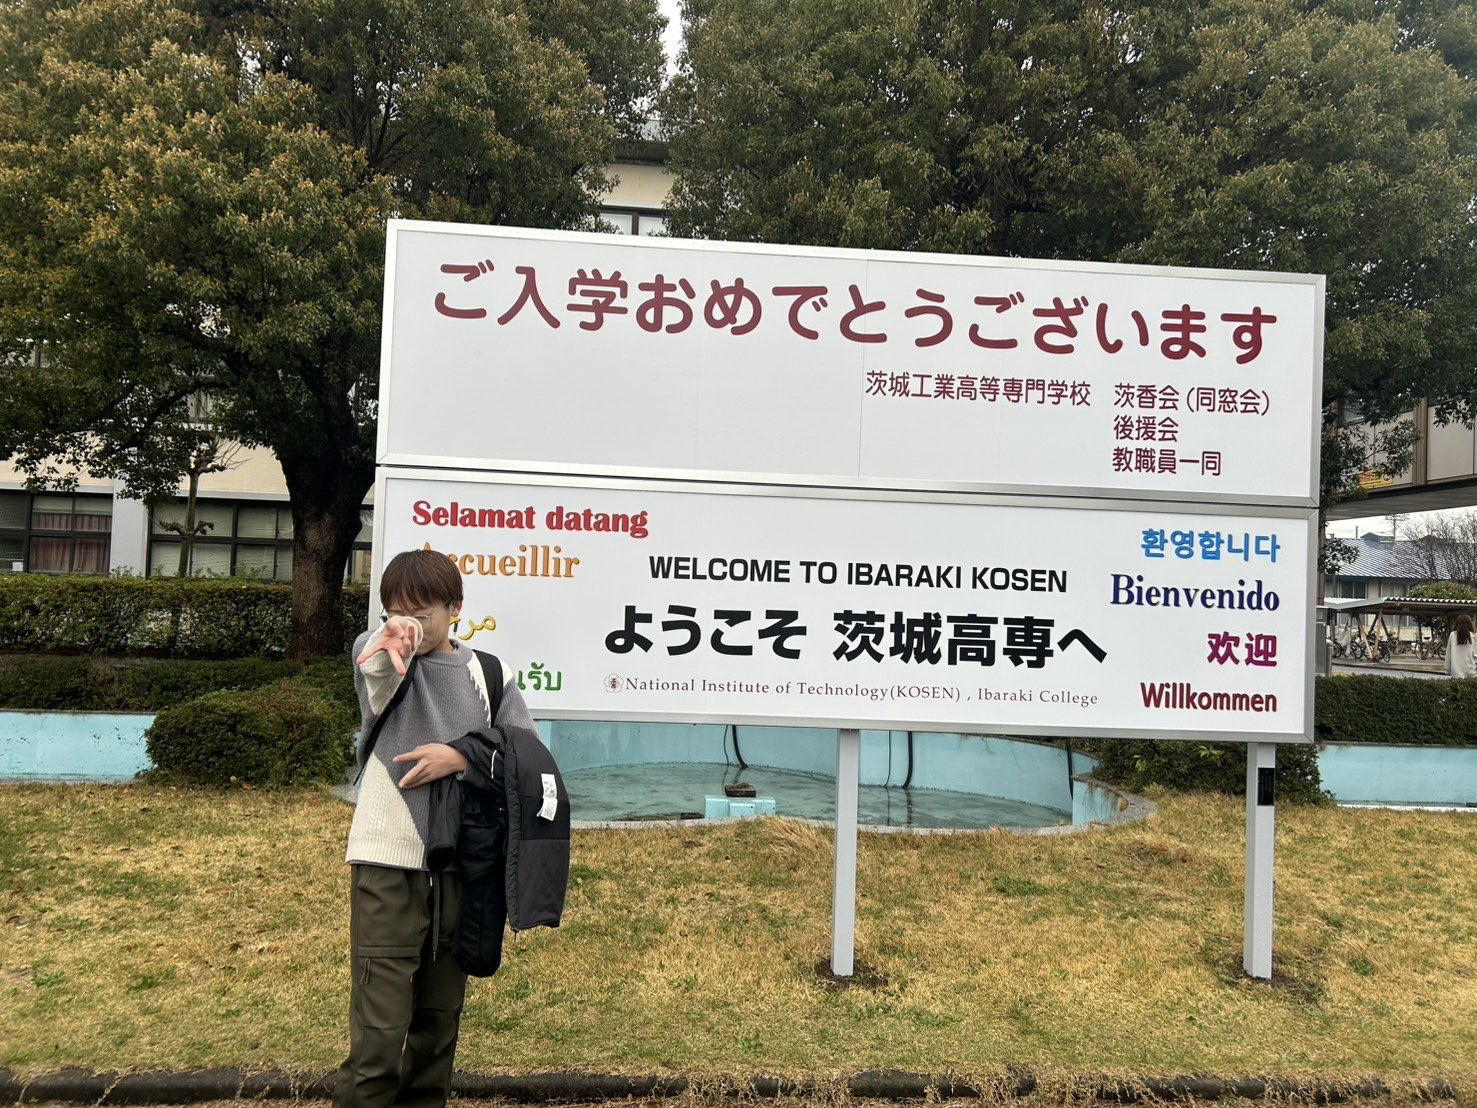 ご入学おめでとうございます
茨城工業高等専門学校 茨香会(同窓会)
後援会
教職員一同
Selamat datang
ccueillir
WELCOME TO IBARAKI KOSEN
ようこそ 茨城高専へ
National Institute of Technology(KOSEN) , Ibaraki College
환영합니다
Bienvenido
欢迎
Willkommen